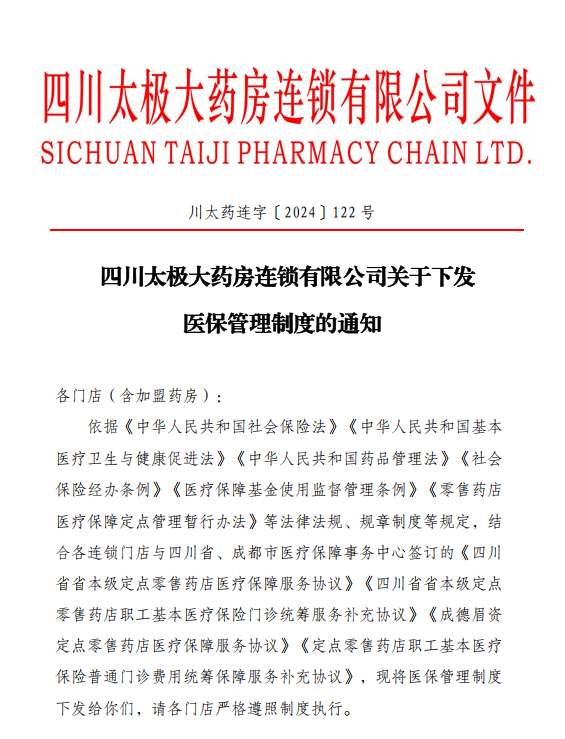 四川太极大药房连锁有限公司文件
SICHUAN TAIJI PHARMACY CHAIN LTD.
川太药连字〔2024〕122 号
四川太极大药房连锁有限公司关于下发
医保管理制度的通知
各门店（含加盟药房）：
依据《中华人民共和国社会保险法》《中华人民共和国基本
医疗卫生与健康促进法》《中华人民共和国药品管理法》《社会
保险经办条例》《医疗保障基金使用监督管理条例》《零售药店
医疗保障定点管理暂行办法》等法律法规、规章制度等规定，结
合各连锁门店与四川省、成都市医疗保障事务中心签订的《四川
省省本级定点零售药店医疗保障服务协议》《四川省省本级定点
零售药店职工基本医疗保险门诊统筹服务补充协议》《成德眉资
定点零售药店医疗保障服务协议》《定点零售药店职工基本医疗
保险普通门诊费用统筹保障服务补充协议》，现将医保管理制度
下发给你们，请各门店严格遵照制度执行。